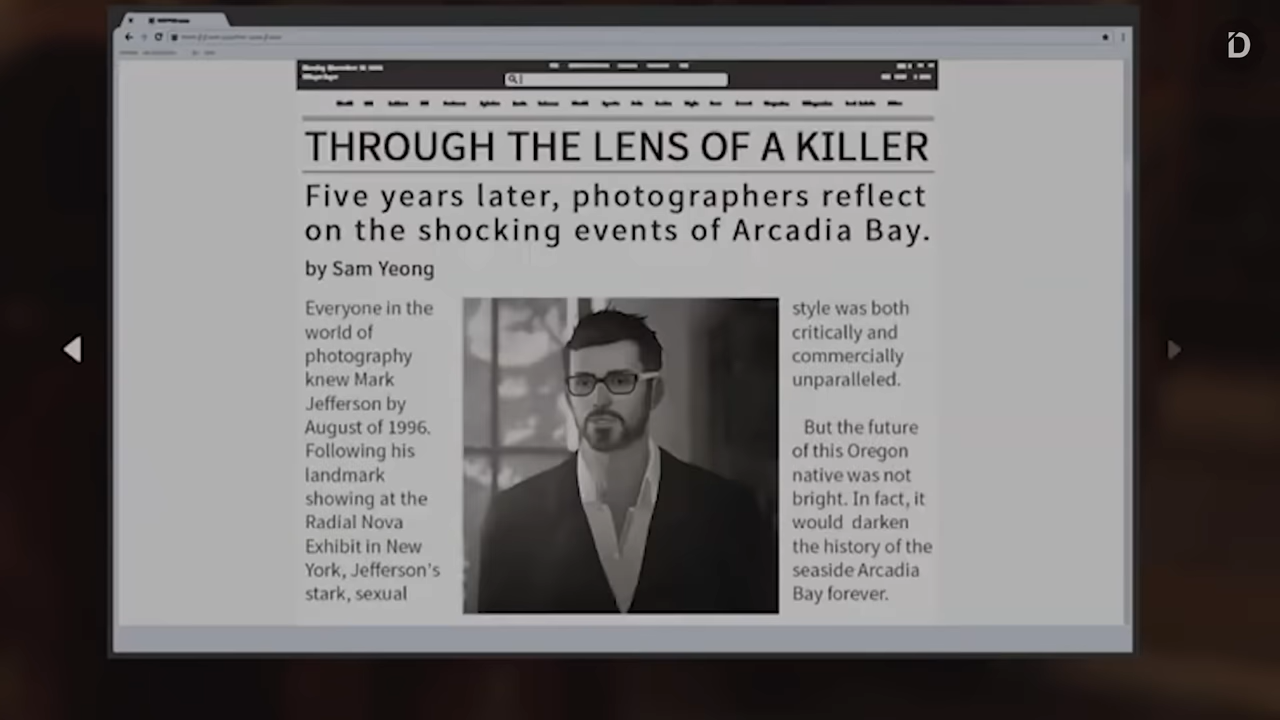 THROUGH THE LENS OF A KILLER
Five years later, photographers reflect
on the shocking events of Arcadia Bay.
by Sam Yeong
Everyone in the
world of
photography
knew Mark
Jefferson by
August of 1996.
Following his
landmark
showing at the
Radial Nova
Exhibit in New
York, Jefferson's
stark, sexual
style was both
critically and
commercially
unparalleled.
But the future
of this Oregon
native was not
bright. In fact, it
would darken
the history of the
seaside Arcadia
Bay forever.